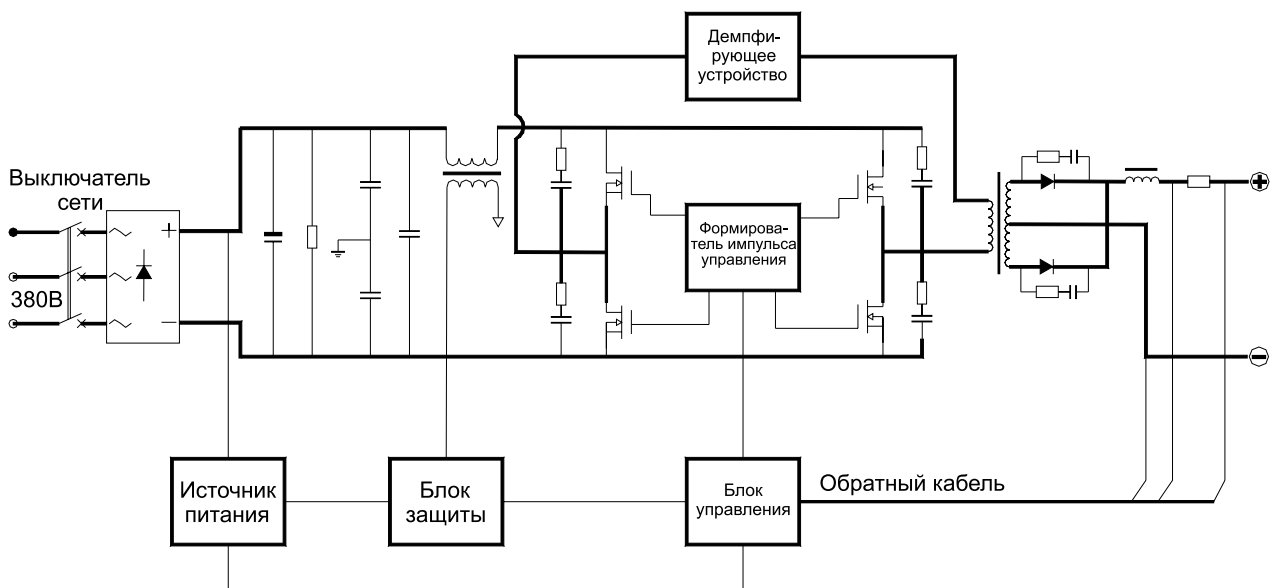 Демпфи-
рующее
устройство
Выключатель
сети
380В
Формирова-
тель импульса
управления
Источник
питания
Блок
защиты
Блок
управления
Обратный кабель